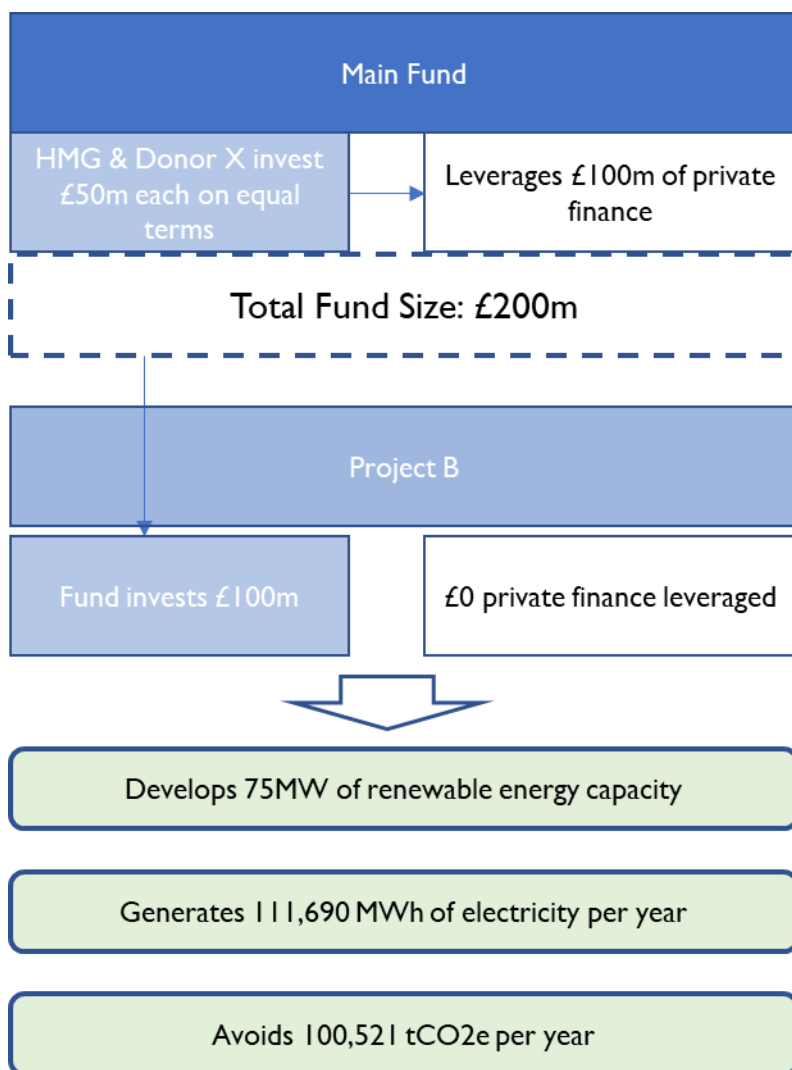 Main Fund
HMG & Donor X invest
£50m each on equal
terms
Leverages £100m of private
finance
Total Fund Size: £200m
Project B
Fund invests £100m
£0 private finance leveraged
Develops 75MW of renewable energy capacity
Generates 111,690 MWh of electricity per year
Avoids 100,521 tCO2e per year